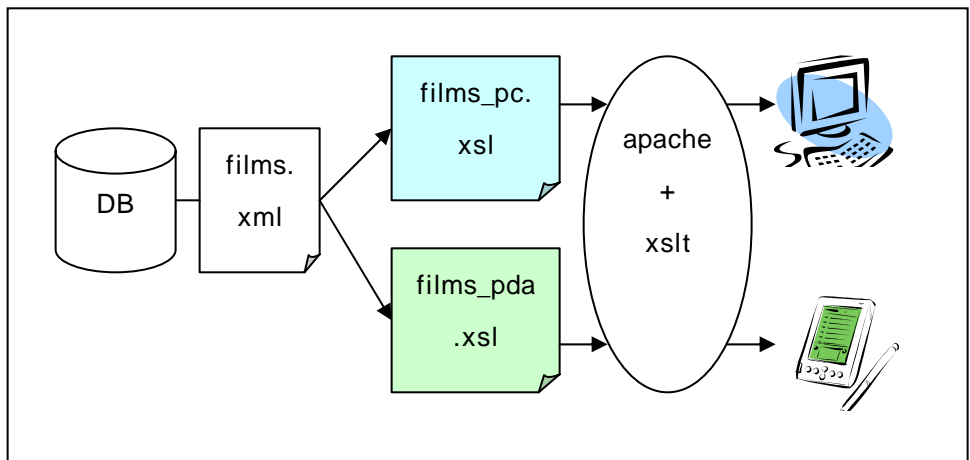 DB
films.
xml
films_pc.
xsl
films_pda
.xsl
apache
+
xslt